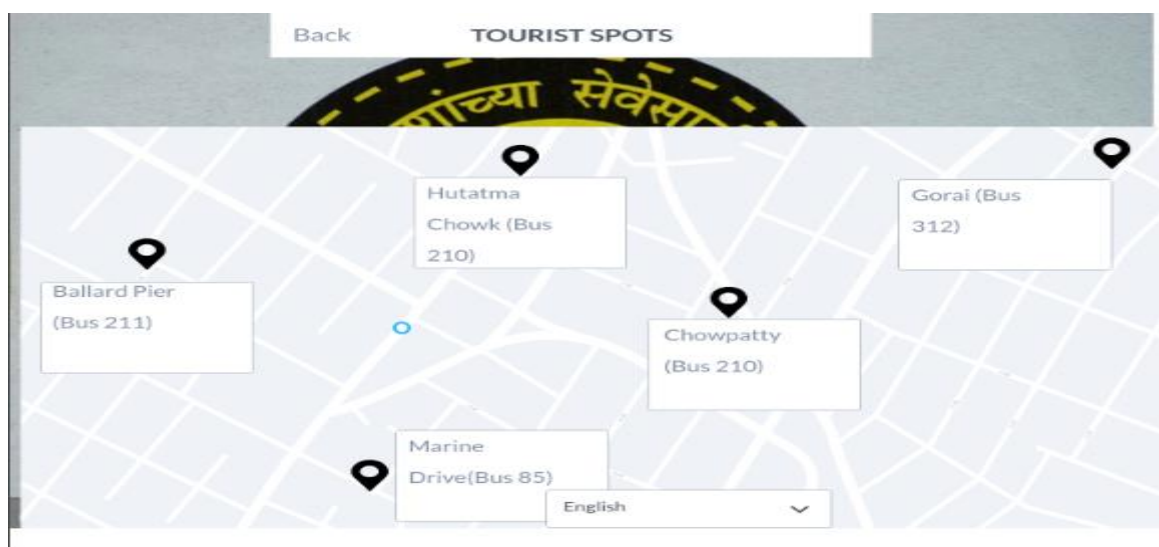 Back TOURIST SPOTS
सेवेसा
Hutatma
Chowk (Bus
210)
Gorai (Bus
312)
Ballard Pier
(Bus 211)
Chowpatty
(Bus 210)
Marine
Drive(Bus 85)
English